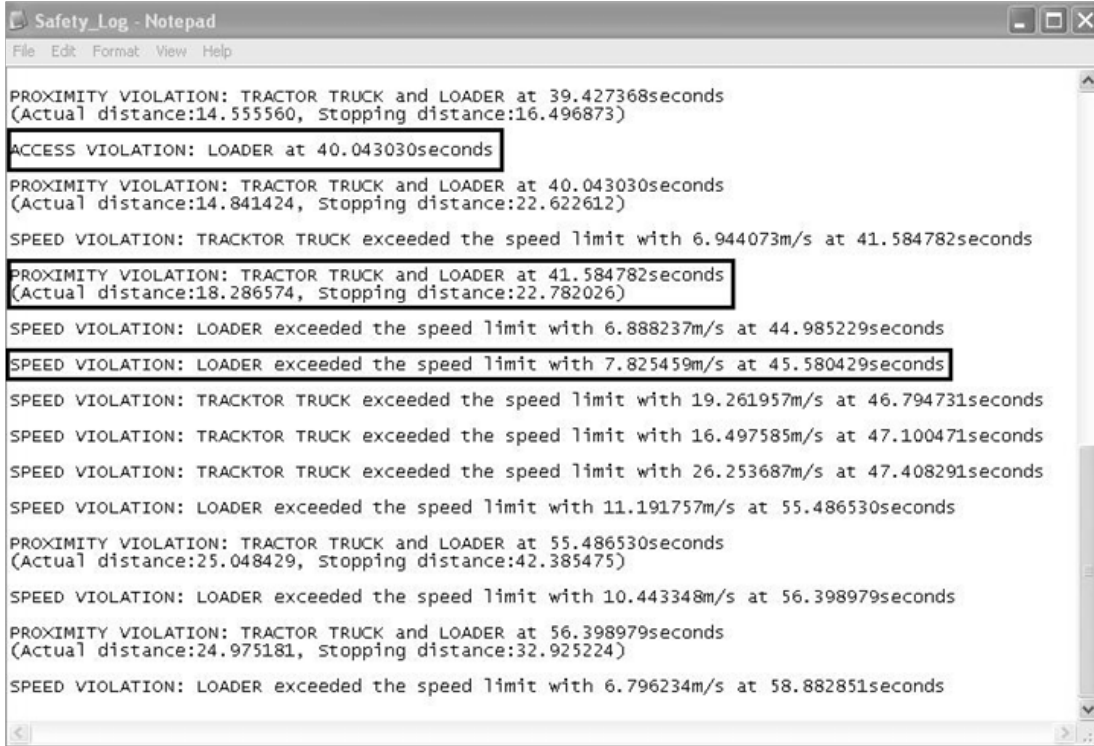 Safety_Log - Notepad
File Edit Format View Help
PROXIMITY VIOLATION: TRACTOR TRUCK and LOADER at 39.427368seconds
(Actual distance:14.555560, Stopping distance:16.496873)
ACCESS VIOLATION: LOADER at 40.043030seconds
PROXIMITY VIOLATION: TRACTOR TRUCK and LOADER at 40.043030seconds
(Actual distance:14.841424, Stopping distance:22.622612)
SPEED VIOLATION: TRACKTOR TRUCK exceeded the speed limit with 6.944073m/s at 41.584782seconds
PROXIMITY VIOLATION: TRACTOR TRUCK and LOADER at 41.584782seconds
(Actual distance:18.286574, Stopping distance:22.782026)
SPEED VIOLATION: LOADER exceeded the speed limit with 6.888237m/s at 44.985229seconds
SPEED VIOLATION: LOADER exceeded the speed limit with 7.825459m/s at 45.580429seconds
SPEED VIOLATION: TRACKTOR TRUCK exceeded the speed limit with 19.261957m/s at 46.794731seconds
SPEED VIOLATION: TRACKTOR TRUCK exceeded the speed limit with 16.497585m/s at 47.100471seconds
SPEED VIOLATION: TRACKTOR TRUCK exceeded the speed limit with 26.253687m/s at 47.408291seconds
SPEED VIOLATION: LOADER exceeded the speed limit with 11.191757m/s at 55.486530seconds
PROXIMITY VIOLATION: TRACTOR TRUCK and LOADER at 55.486530seconds
(Actual distance:25.048429, Stopping distance:42.385475)
SPEED VIOLATION: LOADER exceeded the speed limit with 10.443348m/s at 56.398979seconds
PROXIMITY VIOLATION: TRACTOR TRUCK and LOADER at 56.398979seconds
(Actual distance:24.975181, Stopping distance:32.925224)
SPEED VIOLATION: LOADER exceeded the speed limit with 6.796234m/s at 58.882851seconds